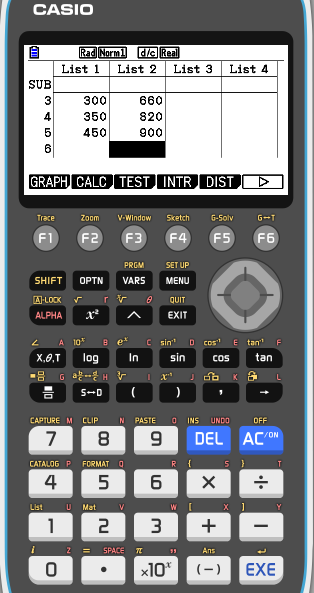 CASIO
Rad Norm1 d/c Real
List 1 List 2 List 3 List 4
SUB
3 300 660
4 350 820
5 450 900
6
GRAPH CALC TEST INTR DIST ▷
Trace Zoom V-Window Sketch G-Solv G↔T
F1 F2 F3 F4 F5 F6
PRGM SET UP
SHIFT OPTN VARS MENU
A-LOCK √ r ∛ θ QUIT
ALPHA x² ^ EXIT
∠ A 10ˣ B eˣ C sin⁻¹ D cos⁻¹ E tan⁻¹ F
X,θ,T log ln sin cos tan
G H ∛ I x⁻¹ J K L
S↔D ( ) , →
CAPTURE M CLIP N PASTE O INS UNDO OFF
7 8 9 DEL AC/ON
CATALOG P FORMAT Q R { S } T
4 5 6 × ÷
List U Mat V W [ X ] Y
1 2 3 + −
i Z = SPACE π " Ans ↵
0 • ×10ˣ (−) EXE